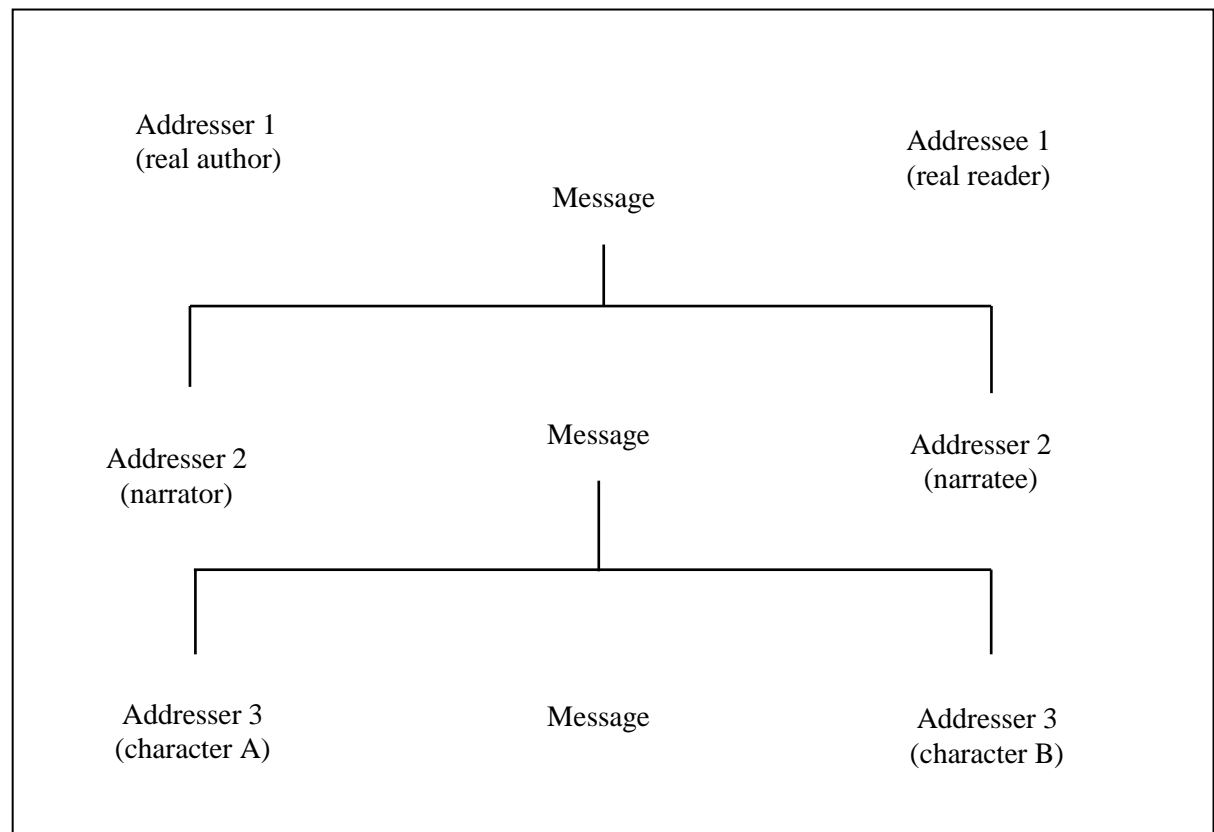 Addresser 1
(real author)
Addressee 1
(real reader)
Message
Addresser 2
(narrator)
Message
Addresser 2
(narratee)
Addresser 3
(character A)
Message
Addresser 3
(character B)